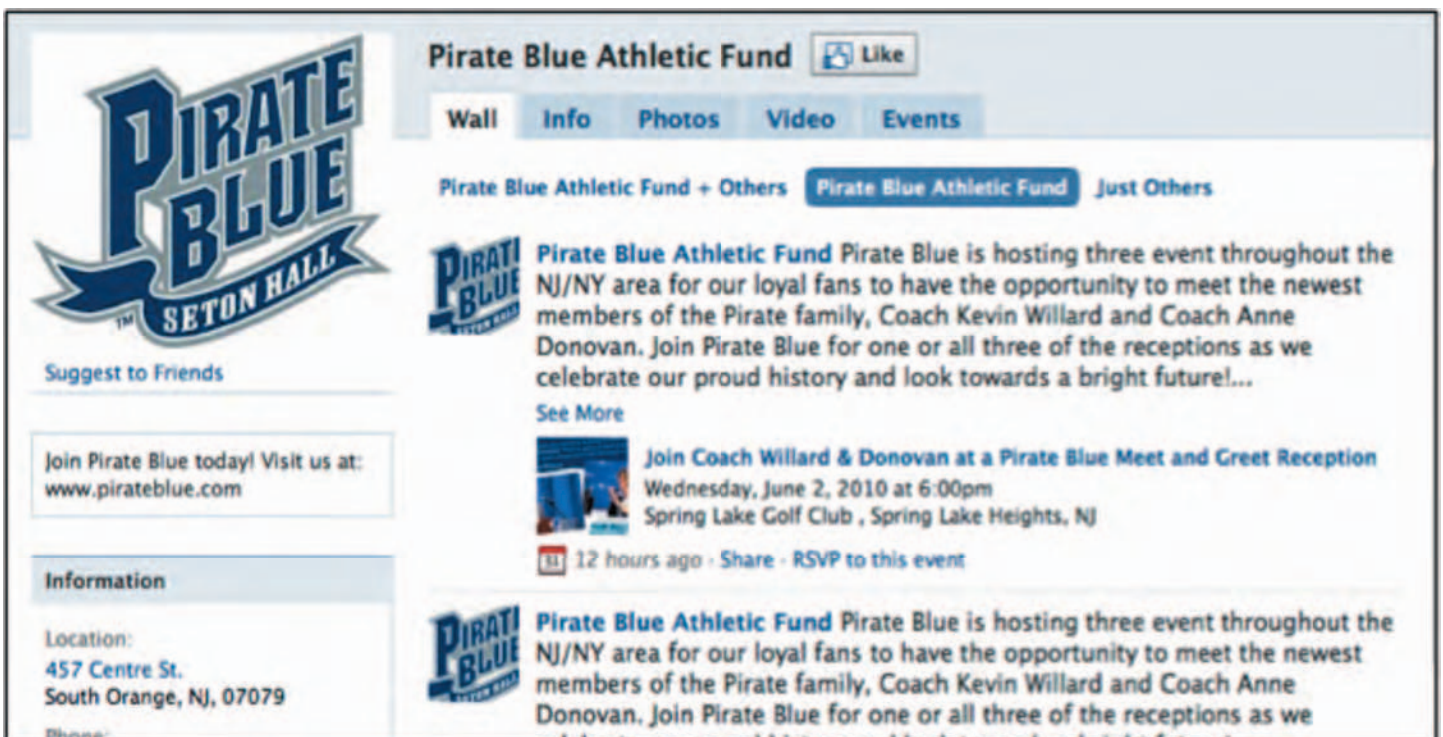 PIRATE
BLUE
SETON HALL
TM
Suggest to Friends
Join Pirate Blue today! Visit us at:
www.pirateblue.com
Information
Location:
457 Centre St.
South Orange, NJ, 07079
Phone:
Pirate Blue Athletic Fund Like
Wall Info Photos Video Events
Pirate Blue Athletic Fund + Others Pirate Blue Athletic Fund Just Others
PIRAT
BLUE
SETON HALL
Pirate Blue Athletic Fund Pirate Blue is hosting three event throughout the
NJ/NY area for our loyal fans to have the opportunity to meet the newest
members of the Pirate family, Coach Kevin Willard and Coach Anne
Donovan. Join Pirate Blue for one or all three of the receptions as we
celebrate our proud history and look towards a bright future!...
See More
Join Coach Willard & Donovan at a Pirate Blue Meet and Greet Reception
Wednesday, June 2, 2010 at 6:00pm
Spring Lake Golf Club , Spring Lake Heights, NJ
31 12 hours ago · Share · RSVP to this event
PIRAT
BLUE
SETON HALL
Pirate Blue Athletic Fund Pirate Blue is hosting three event throughout the
NJ/NY area for our loyal fans to have the opportunity to meet the newest
members of the Pirate family, Coach Kevin Willard and Coach Anne
Donovan. Join Pirate Blue for one or all three of the receptions as we